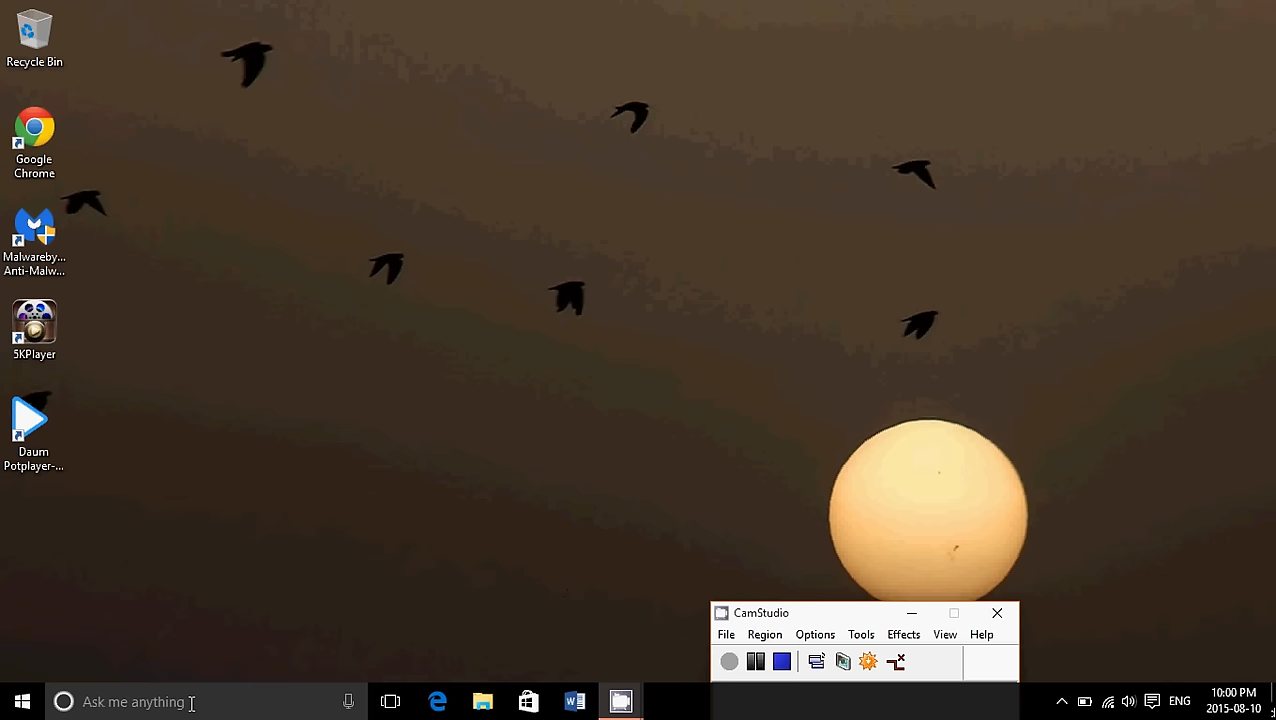 Recycle Bin
Google
Chrome
Malwareby...
Anti-Malw...
5KPlayer
Daum
Potplayer-...
CamStudio
File Region Options Tools Effects View Help
Ask me anything
ENG
10:00 PM
2015-08-10